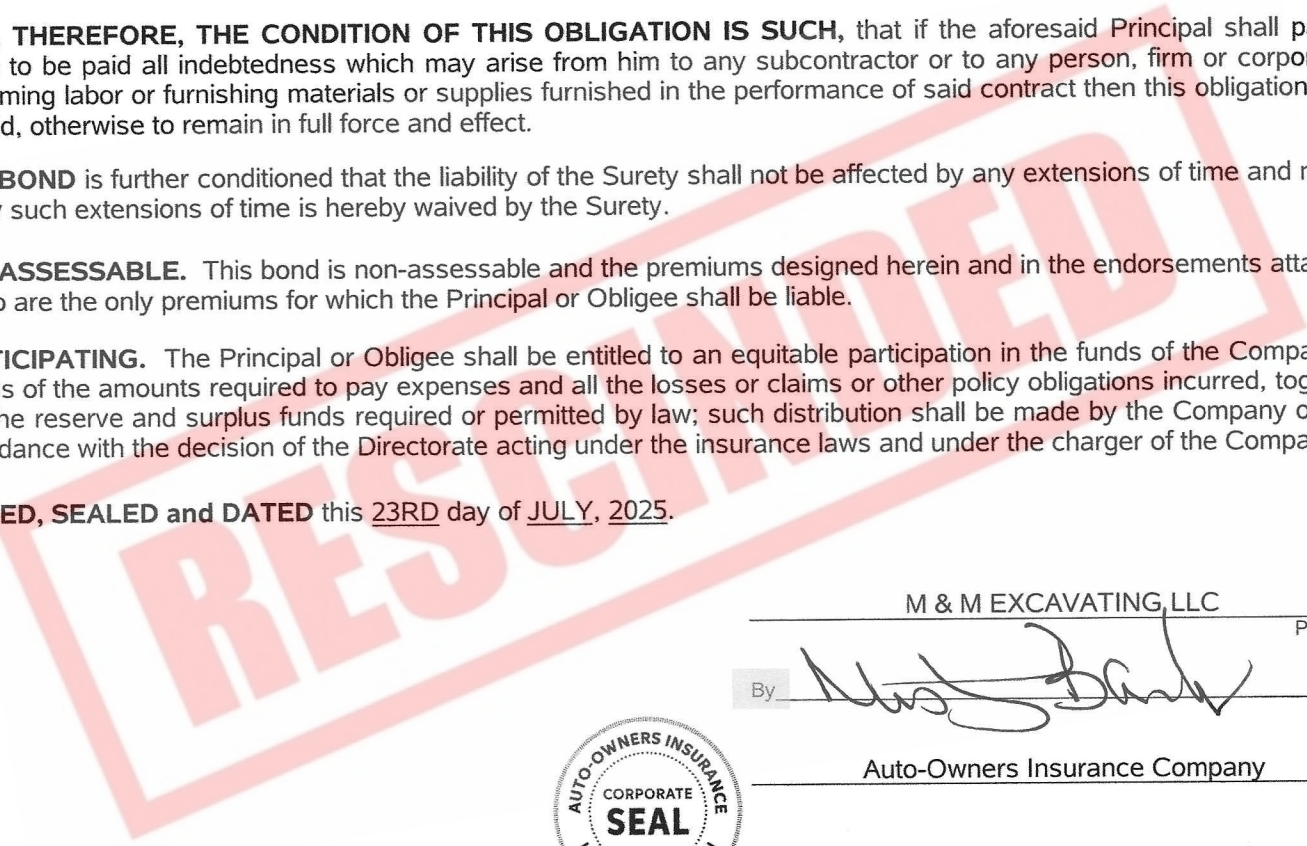 THEREFORE, THE CONDITION OF THIS OBLIGATION IS SUCH, that if the aforesaid Principal shall
to be paid all indebtedness which may arise from him to any subcontractor or to any person, firm or corpo
ming labor or furnishing materials or supplies furnished in the performance of said contract then this obligation
d, otherwise to remain in full force and effect.
BOND is further conditioned that the liability of the Surety shall not be affected by any extensions of time and
such extensions of time is hereby waived by the Surety.
ASSESSABLE. This bond is non-assessable and the premiums designed herein and in the endorsements atta
are the only premiums for which the Principal or Obligee shall be liable.
TICIPATING. The Principal or Obligee shall be entitled to an equitable participation in the funds of the Compa
s of the amounts required to pay expenses and all the losses or claims or other policy obligations incurred, tog
he reserve and surplus funds required or permitted by law; such distribution shall be made by the Company
dance with the decision of the Directorate acting under the insurance laws and under the charger of the Compa
ED, SEALED and DATED this 23RD day of JULY, 2025.
RESCINDED
M & M EXCAVATING, LLC
P
By
Auto-Owners Insurance Company
AUTO-OWNERS INSURANCE
CORPORATE
SEAL